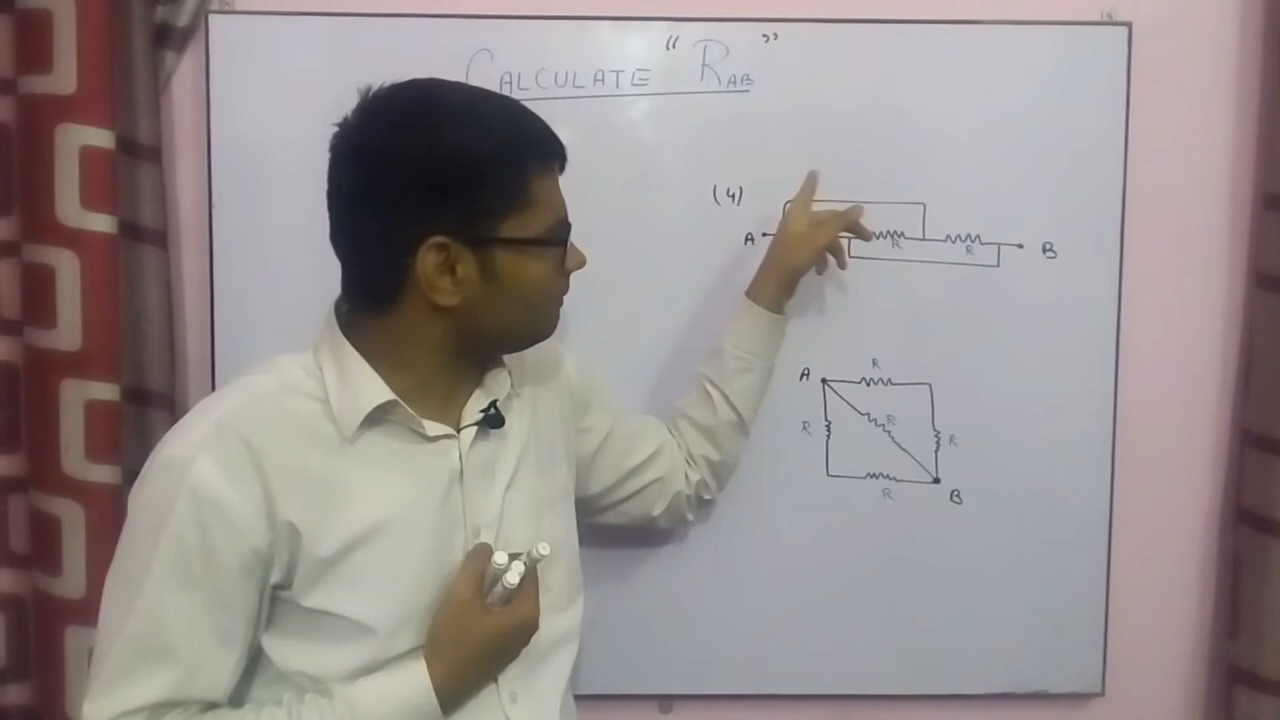 CALCULATE "RAB"
(4)
A R R B
A R
R R R
R B